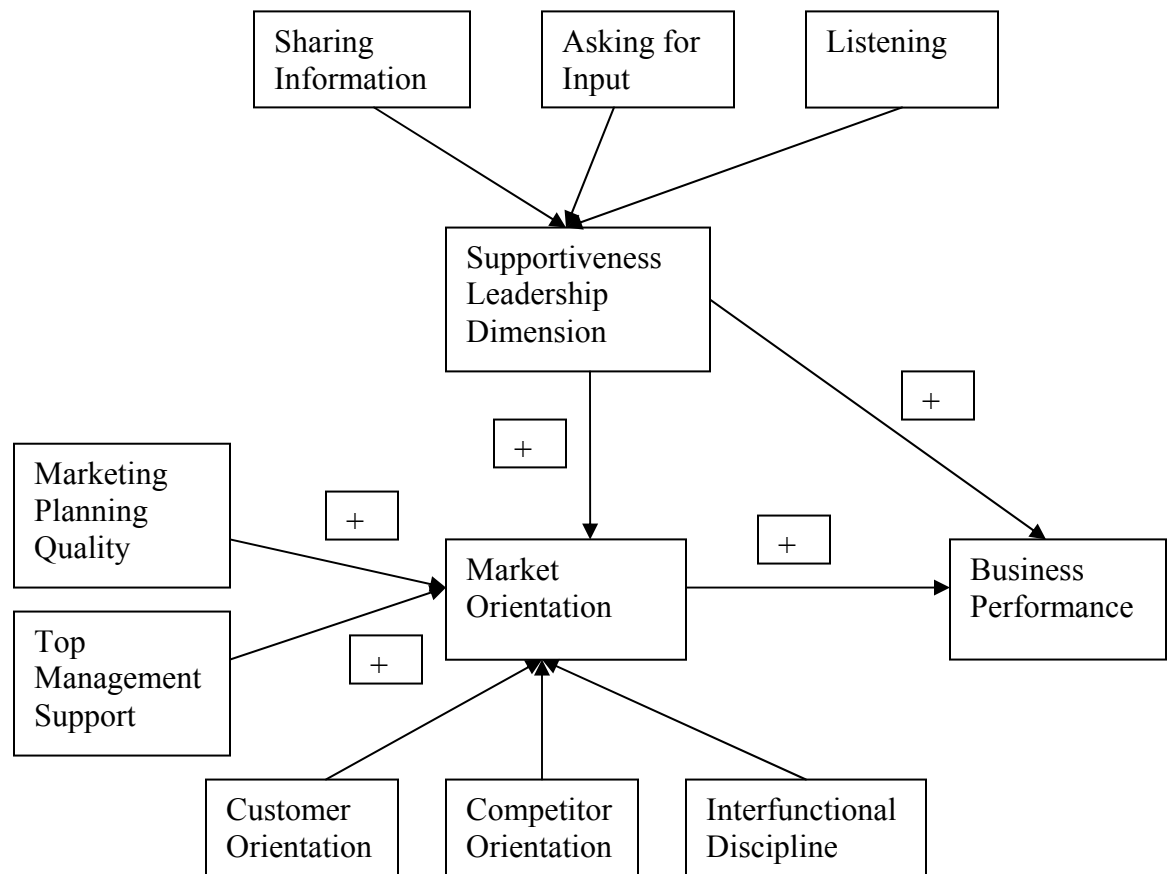 Sharing
Information
Asking for
Input
Listening
Supportiveness
Leadership
Dimension
+
+
Marketing
Planning
Quality
+
Market
Orientation
+
Business
Performance
Top
Management
Support
+
Customer
Orientation
Competitor
Orientation
Interfunctional
Discipline